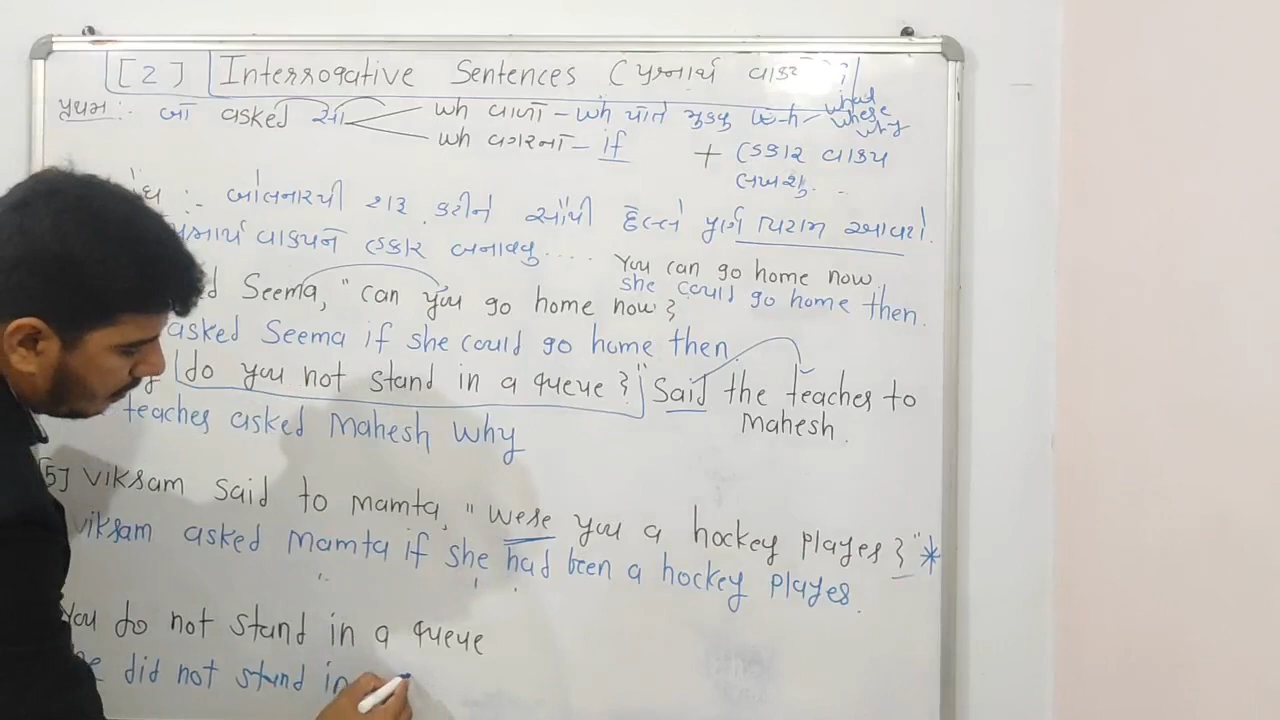 [2] Interrogative Sentences (પ્રશ્નાર્થ વાક્ય)
પ્રથમ:- જો asked સો
wh વાળા - wh પોતે મુકવુ wh - what
where
why
wh વગરના - if + હકાર વાક્ય
લખશુ...
:- બોલનારથી શરૂ કરીને સૌથી છેલ્લે પુર્ણ વિરામ આવશે.
વાક્યને હકાર બનાવવુ.....
You can go home now.
she could go home then.
Seema, "can you go home now?
asked Seema if she could go home then.
do you not stand in a queue?" Said the teacher to
Mahesh.
teacher asked Mahesh why
[5] Vikram said to Mamta, "were you a hockey player?" *
Vikram asked Mamta if she had been a hockey player.
You do not stand in a queue
did not stand in